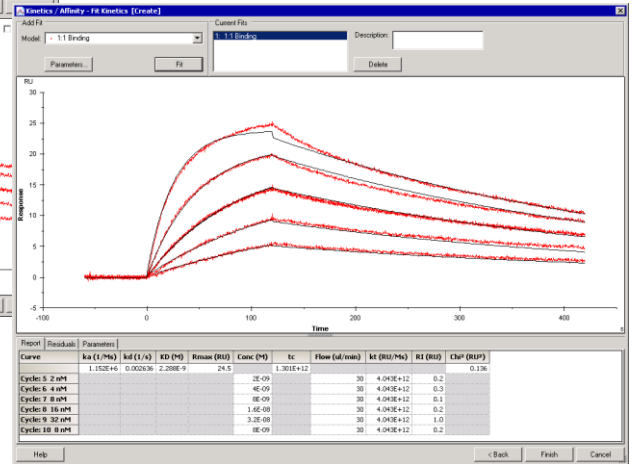 Kinetics / Affinity - Fit Kinetics [Create]
Add Fit
Current Fits
Model: 1:1 Binding
1: 1:1 Binding
Description:
Parameters...
Fit
Delete
RU
30
25
20
15
10
5
0
-5
Response
-100 0 100 200 300 400
Time s
Report Residuals Parameters
Curve ka (1/Ms) kd (1/s) KD (M) Rmax (RU) Conc (M) tc Flow (ul/min) kt (RU/Ms) RI (RU) Chi² (RU²)
1.152E+6 0.002636 2.288E-9 24.5 1.301E+12 0.136
Cycle: 5 2 nM 2E-09 30 4.043E+12 0.2
Cycle: 6 4 nM 4E-09 30 4.043E+12 0.3
Cycle: 7 8 nM 8E-09 30 4.043E+12 0.1
Cycle: 8 16 nM 1.6E-08 30 4.043E+12 0.2
Cycle: 9 32 nM 3.2E-08 30 4.043E+12 1.0
Cycle: 10 8 nM 8E-09 30 4.043E+12 0.2
Help
< Back
Finish
Cancel